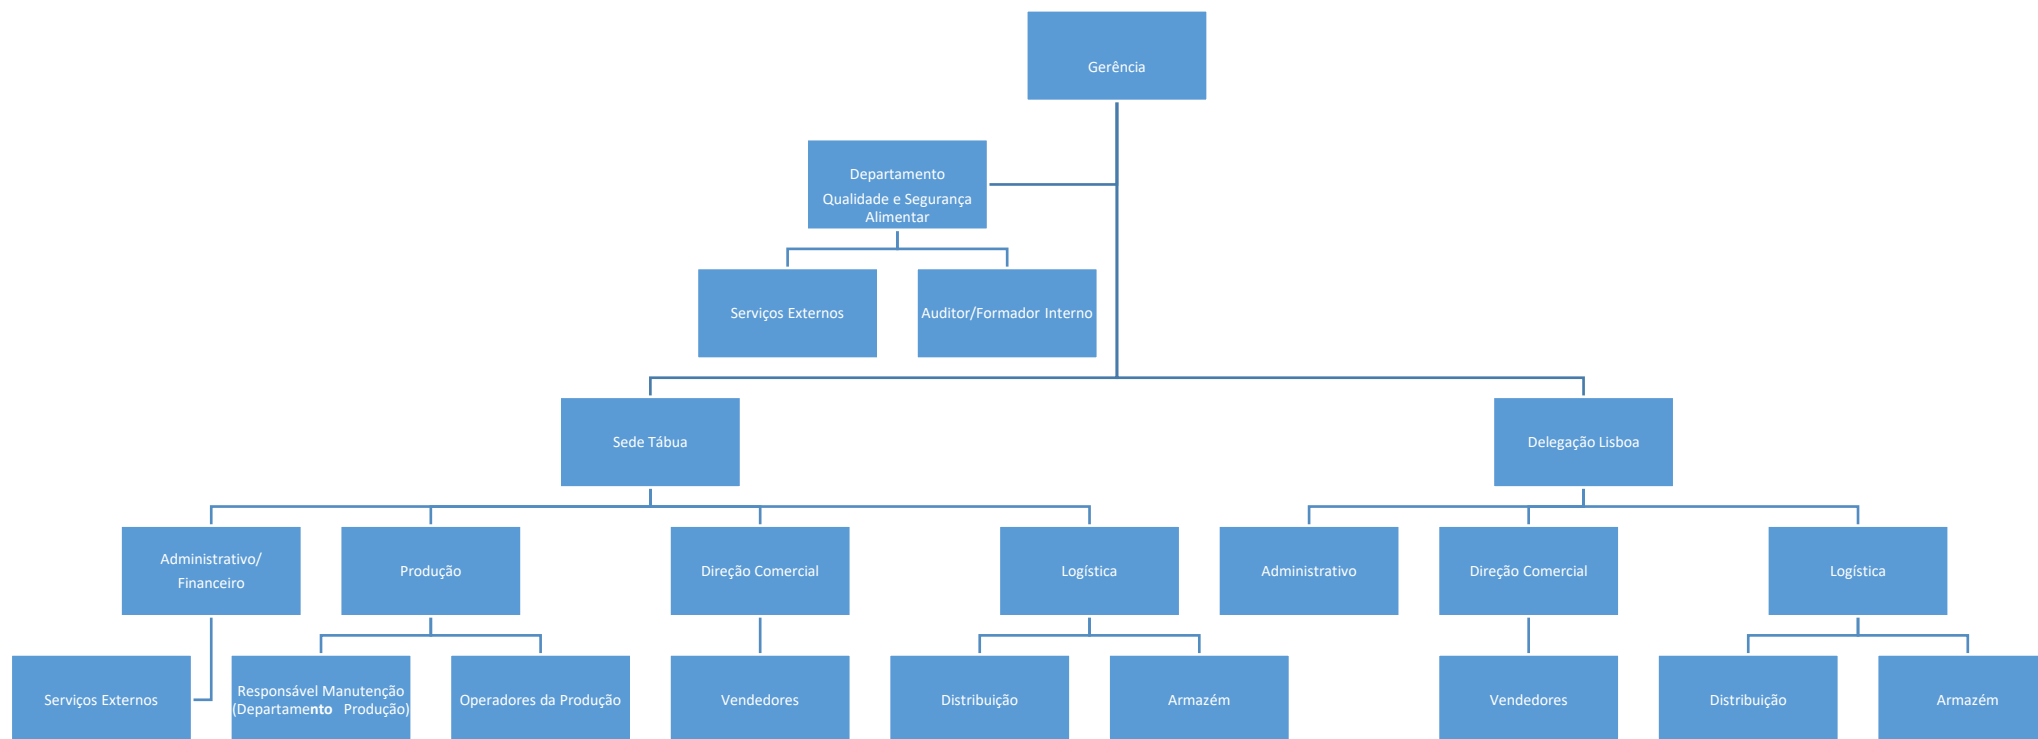 Gerência
Departamento
Qualidade e Segurança
Alimentar
Serviços Externos
Auditor/Formador Interno
Sede Tábua
Delegação Lisboa
Administrativo/
Financeiro
Produção
Direção Comercial
Logística
Administrativo
Direção Comercial
Logística
Serviços Externos
Responsável Manutenção
(Departamento Produção)
Operadores da Produção
Vendedores
Distribuição
Armazém
Vendedores
Distribuição
Armazém